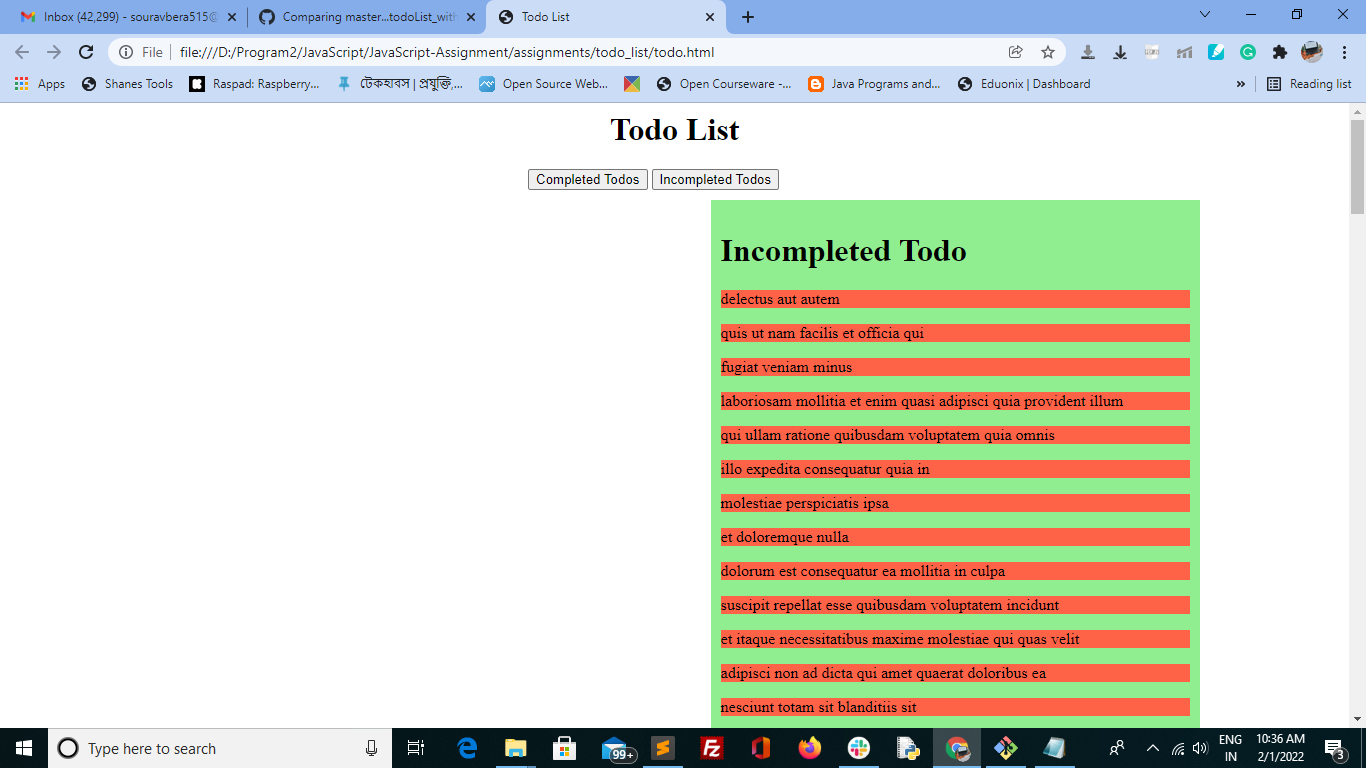 Inbox (42,299) - souravbera515@
Comparing master...todoList_with
Todo List
File
file:///D:/Program2/JavaScript/JavaScript-Assignment/assignments/todo_list/todo.html
Apps
Shanes Tools
Raspad: Raspberry...
টেকহাবস | প্রযুক্তি,...
Open Source Web...
Open Courseware -...
Java Programs and...
Eduonix | Dashboard
»
Reading list
Todo List
Completed Todos
Incompleted Todos
Incompleted Todo
delectus aut autem
quis ut nam facilis et officia qui
fugiat veniam minus
laboriosam mollitia et enim quasi adipisci quia provident illum
qui ullam ratione quibusdam voluptatem quia omnis
illo expedita consequatur quia in
molestiae perspiciatis ipsa
et doloremque nulla
dolorum est consequatur ea mollitia in culpa
suscipit repellat esse quibusdam voluptatem incidunt
et itaque necessitatibus maxime molestiae qui quas velit
adipisci non ad dicta qui amet quaerat doloribus ea
nesciunt totam sit blanditiis sit
Type here to search
99+
ENG
IN
10:36 AM
2/1/2022
3